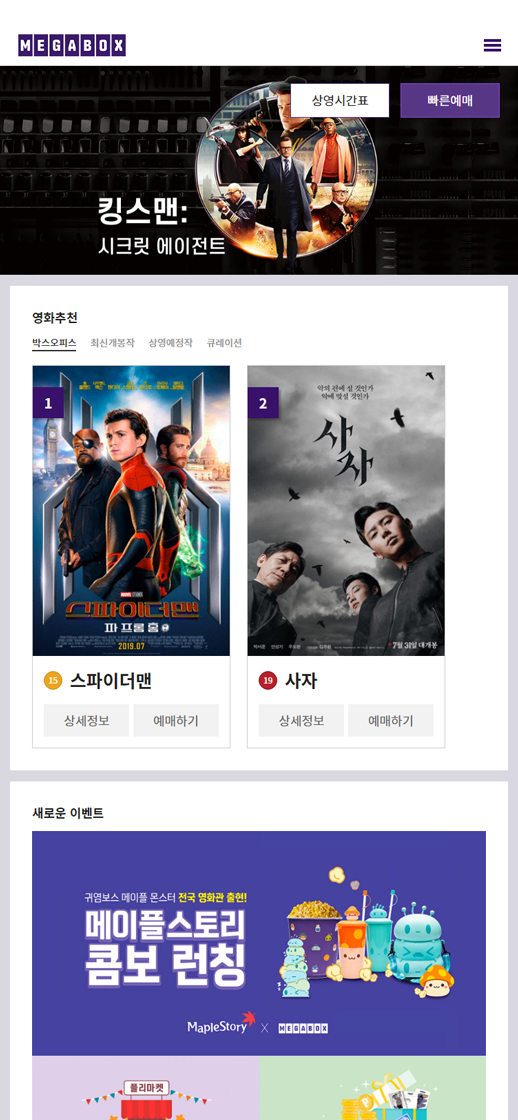 MEGABOX
상영시간표
빠른예매
킹스맨:
시크릿 에이전트
영화추천
박스오피스 최신개봉작 상영예정작 큐레이션
1
MARVEL STUDIOS
스파이더맨
파 프롬 홈
2019.07
15 스파이더맨
상세정보 예매하기
2
악의 편에 설 것인가
악에 맞설 것인가
사자
7월 31일 대개봉
19 사자
상세정보 예매하기
새로운 이벤트
귀염보스 메이플 몬스터 전국 영화관 출현!
메이플스토리
콤보 런칭
MapleStory X MEGABOX
플리마켓